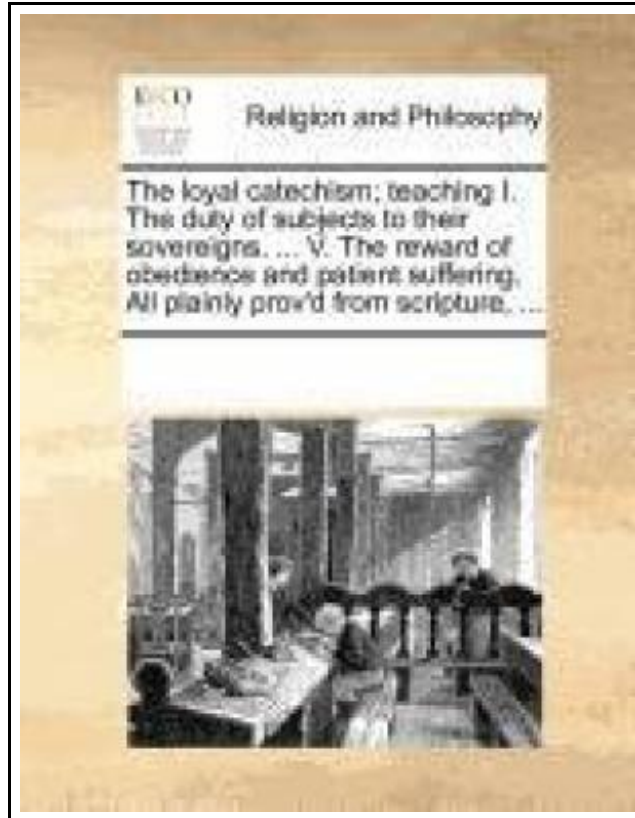 ECCO
Religion and Philosophy
The loyal catechism; teaching I.
The duty of subjects to their
sovereigns. ... V. The reward of
obedience and patient suffering.
All plainly prov'd from scripture, ...